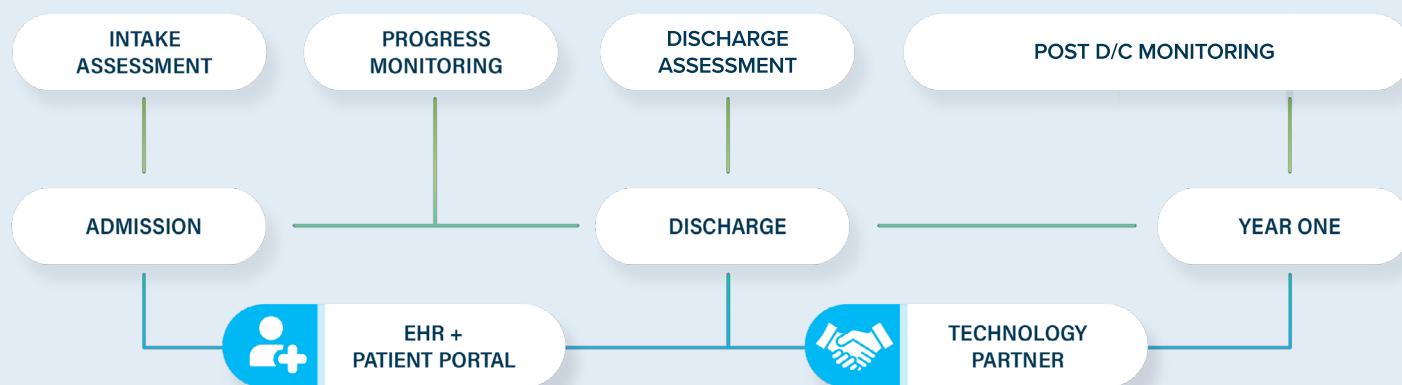 INTAKE
ASSESSMENT
PROGRESS
MONITORING
DISCHARGE
ASSESSMENT
POST D/C MONITORING
ADMISSION
DISCHARGE
YEAR ONE
EHR +
PATIENT PORTAL
TECHNOLOGY
PARTNER